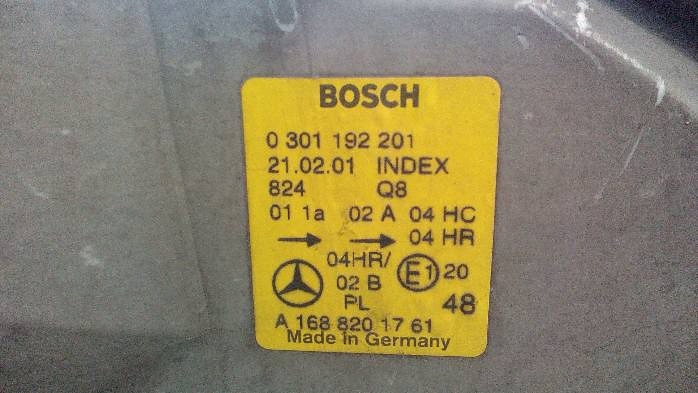 BOSCH
0 301 192 201
21.02.01 INDEX
824 Q8
01 1a 02 A 04 HC
04 HR
04HR/
02 B E1 20
PL 48
A 168 820 17 61
Made in Germany